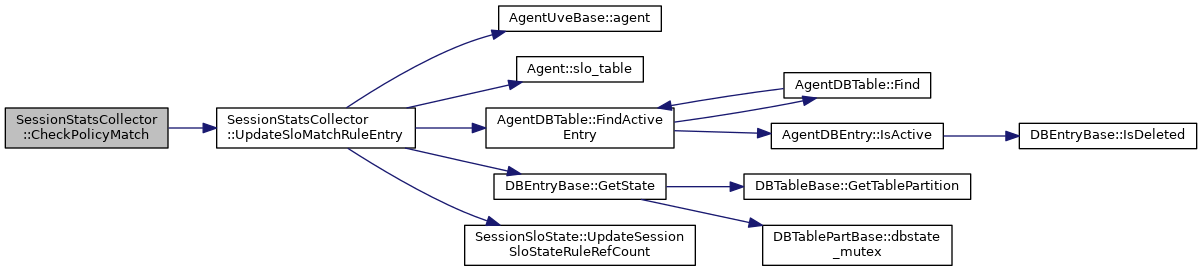 SessionStatsCollector
::CheckPolicyMatch
SessionStatsCollector
::UpdateSloMatchRuleEntry
AgentUveBase::agent
Agent::slo_table
AgentDBTable::FindActive
Entry
AgentDBTable::Find
AgentDBEntry::IsActive
DBEntryBase::IsDeleted
DBEntryBase::GetState
DBTableBase::GetTablePartition
DBTablePartBase::dbstate
_mutex
SessionSloState::UpdateSession
SloStateRuleRefCount